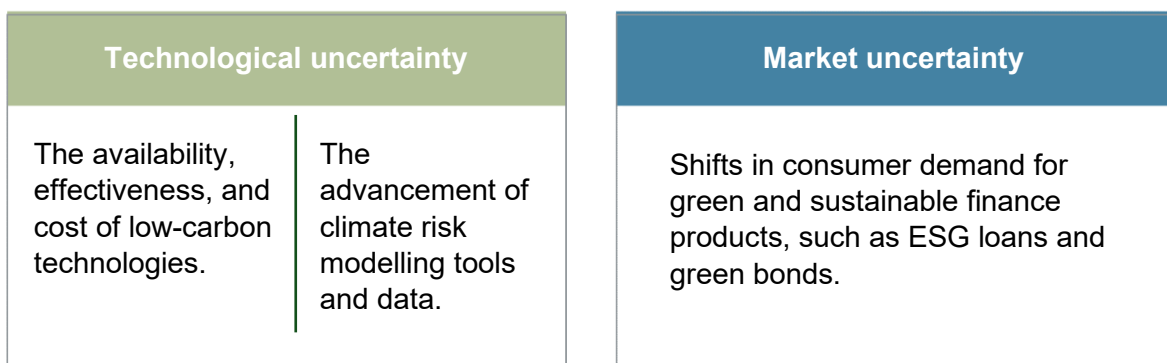 Technological uncertainty
The availability,
effectiveness, and
cost of low-carbon
technologies.
The
advancement of
climate risk
modelling tools
and data.
Market uncertainty
Shifts in consumer demand for
green and sustainable finance
products, such as ESG loans and
green bonds.